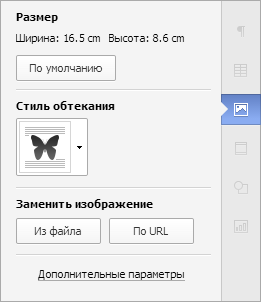 Размер
Ширина: 16.5 cm Высота: 8.6 cm
По умолчанию
Стиль обтекания
Заменить изображение
Из файла По URL
Дополнительные параметры